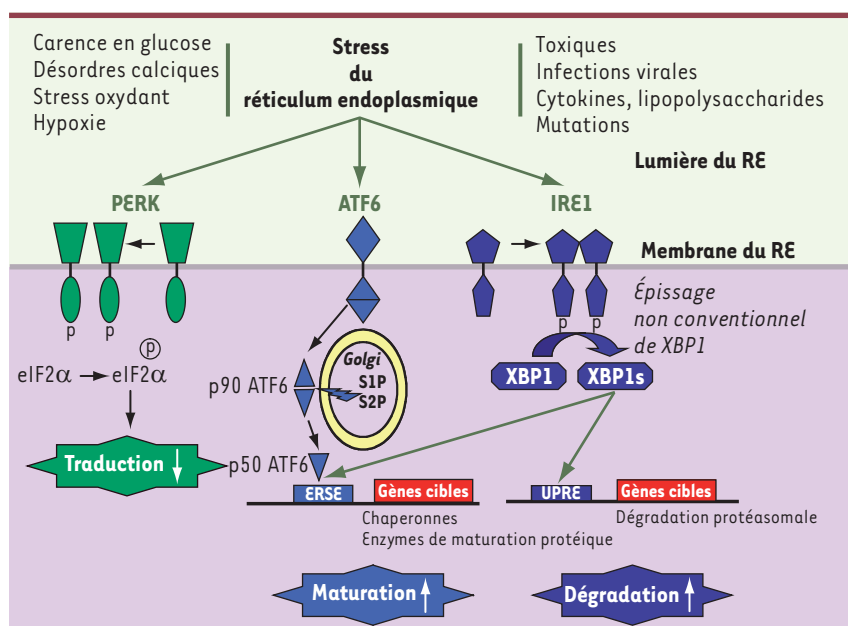 Carence en glucose
Désordres calciques
Stress oxydant
Hypoxie
Stress
du
réticulum endoplasmique
Toxiques
Infections virales
Cytokines, lipopolysaccharides
Mutations
Lumière du RE
PERK
ATF6
IRE1
Membrane du RE
p
p
p
p
Épissage
non conventionnel
de XBP1
XBP1
XBP1s
p
eIF2α
eIF2α
Golgi
S1P
S2P
p90 ATF6
Traduction
p50 ATF6
ERSE
Gènes cibles
UPRE
Gènes cibles
Chaperonnes
Enzymes de maturation protéique
Dégradation protéasomale
Maturation
Dégradation